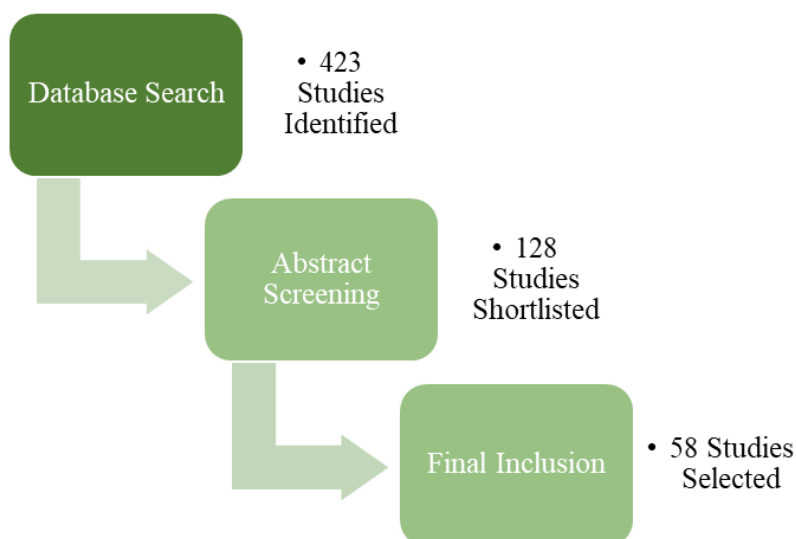 Database Search
• 423
Studies
Identified
Abstract
Screening
• 128
Studies
Shortlisted
Final Inclusion
• 58 Studies
Selected